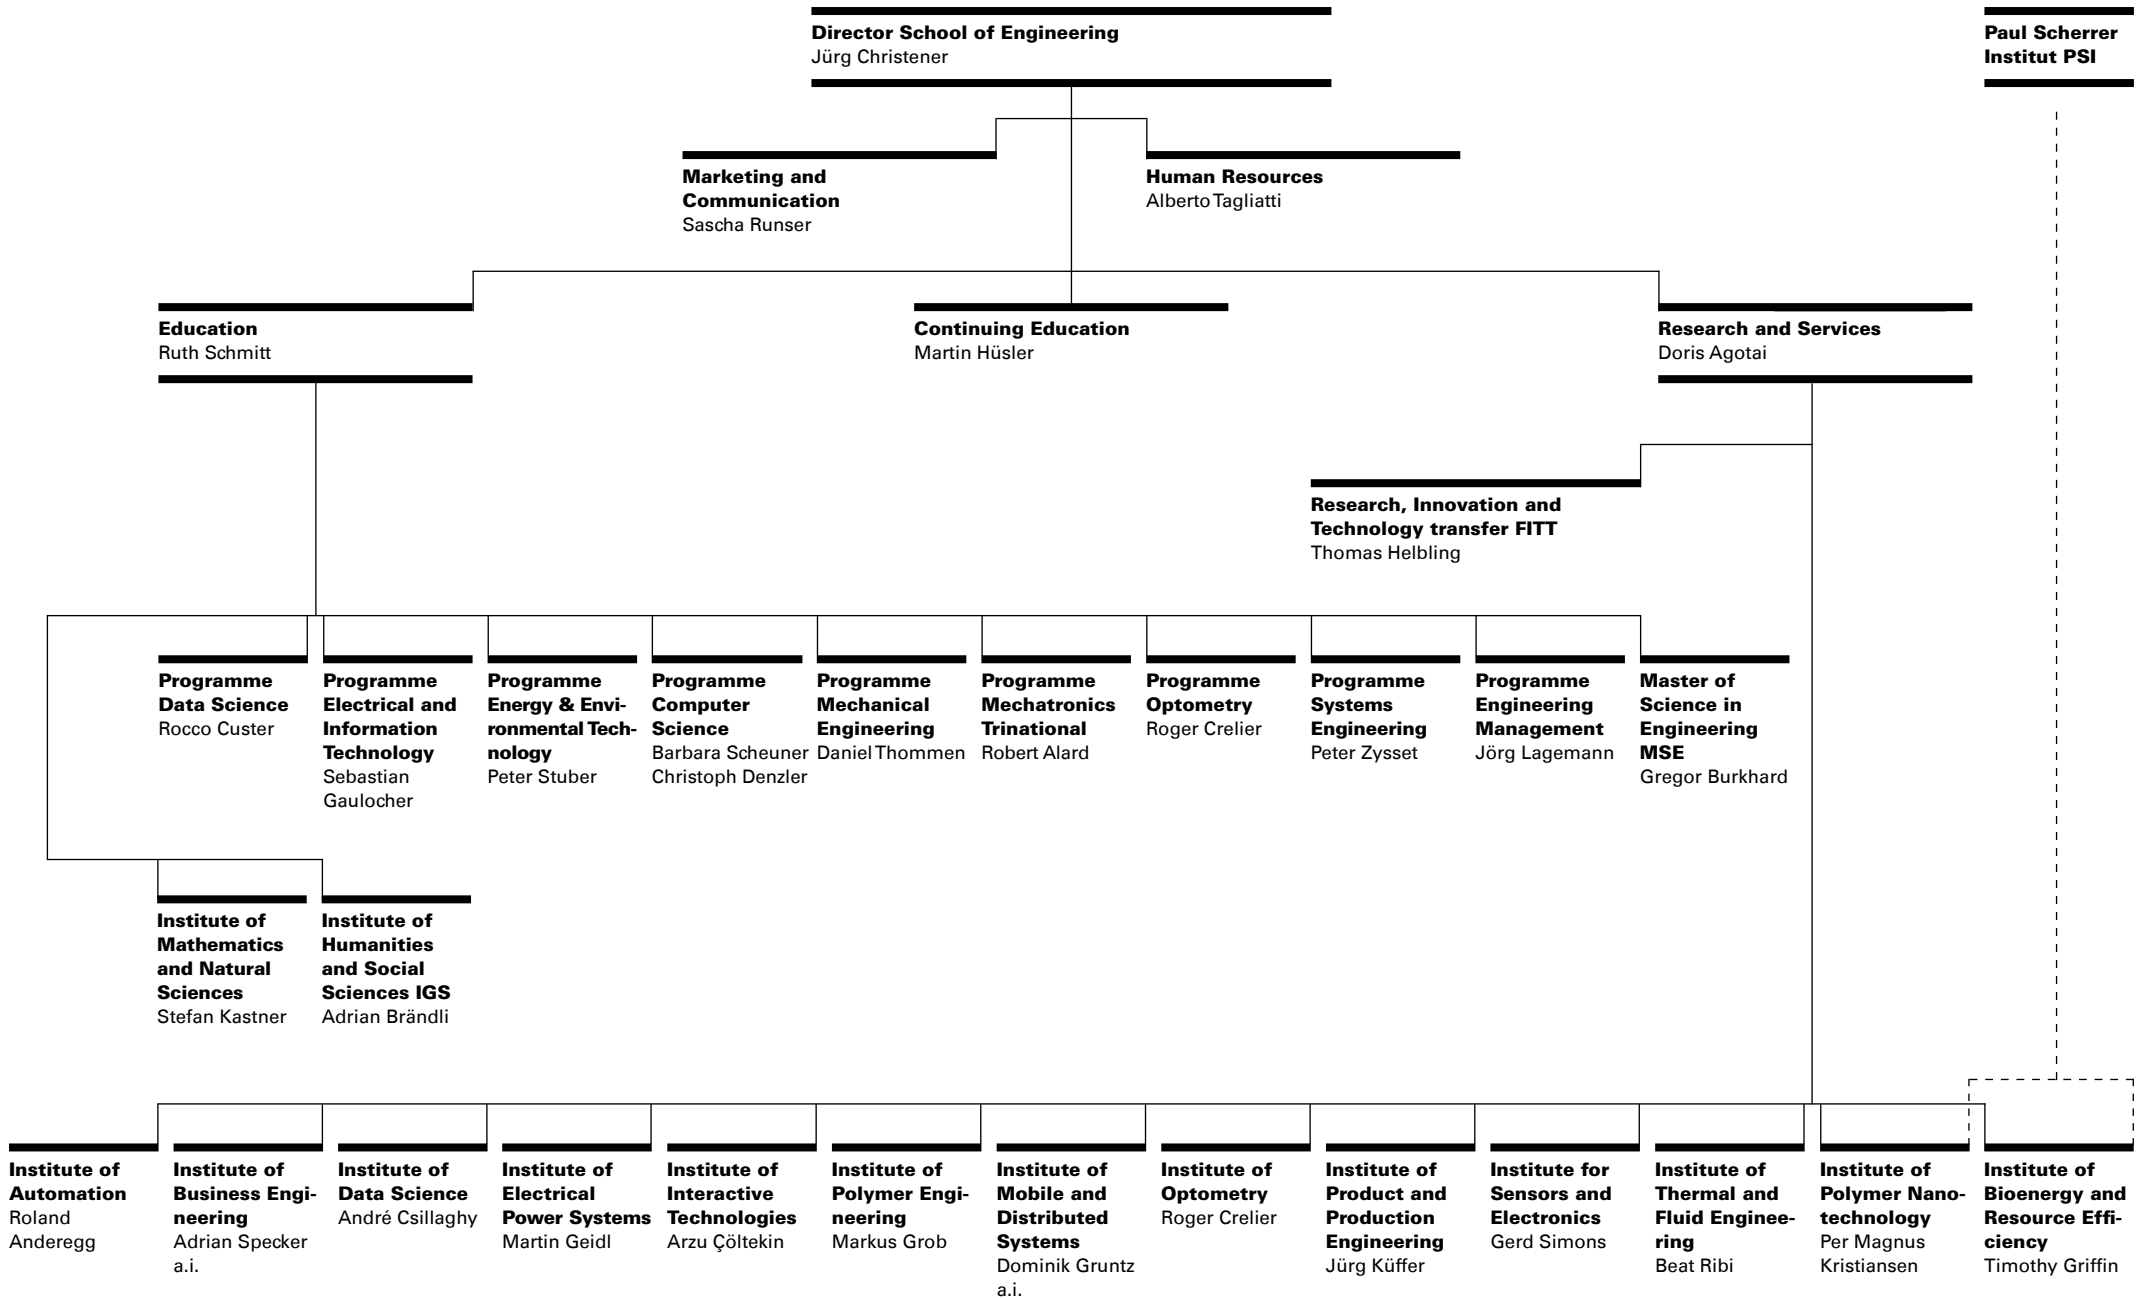 Director School of Engineering
Jürg Christener
Paul Scherrer
Institut PSI
Marketing and
Communication
Sascha Runser
Human Resources
Alberto Tagliatti
Education
Ruth Schmitt
Continuing Education
Martin Hüsler
Research and Services
Doris Agotai
Research, Innovation and
Technology transfer FITT
Thomas Helbling
Programme
Data Science
Rocco Custer
Programme
Electrical and
Information
Technology
Sebastian
Gaulocher
Programme
Energy & Envi-
ronmental Tech-
nology
Peter Stuber
Programme
Computer
Science
Barbara Scheuner
Christoph Denzler
Programme
Mechanical
Engineering
Daniel Thommen
Programme
Mechatronics
Trinational
Robert Alard
Programme
Optometry
Roger Crelier
Programme
Systems
Engineering
Peter Zysset
Programme
Engineering
Management
Jörg Lagemann
Master of
Science in
Engineering
MSE
Gregor Burkhard
Institute of
Mathematics
and Natural
Sciences
Stefan Kastner
Institute of
Humanities
and Social
Sciences IGS
Adrian Brändli
Institute of
Automation
Roland
Anderegg
Institute of
Business Engi-
neering
Adrian Specker
a.i.
Institute of
Data Science
André Csillaghy
Institute of
Electrical
Power Systems
Martin Geidl
Institute of
Interactive
Technologies
Arzu Çöltekin
Institute of
Polymer Engi-
neering
Markus Grob
Institute of
Mobile and
Distributed
Systems
Dominik Gruntz
a.i.
Institute of
Optometry
Roger Crelier
Institute of
Product and
Production
Engineering
Jürg Küffer
Institute for
Sensors and
Electronics
Gerd Simons
Institute of
Thermal and
Fluid Enginee-
ring
Beat Ribi
Institute of
Polymer Nano-
technology
Per Magnus
Kristiansen
Institute of
Bioenergy and
Resource Effi-
ciency
Timothy Griffin